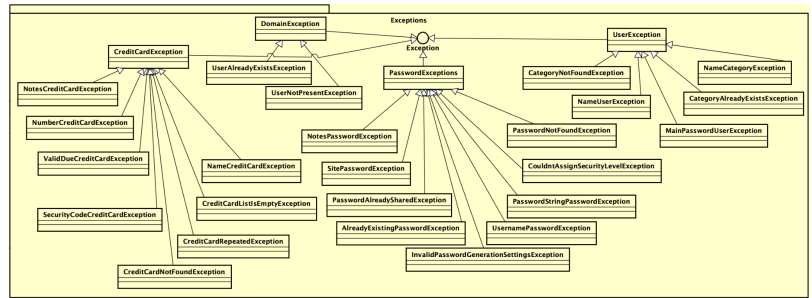 Exceptions
DomainException
Exception
UserException
CreditCardException
UserAlreadyExistsException
UserNotPresentException
PasswordExceptions
CategoryNotFoundException
NameCategoryException
NotesCreditCardException
NameUserException
CategoryAlreadyExistsException
NumberCreditCardException
NotesPasswordException
PasswordNotFoundException
MainPasswordUserException
ValidDueCreditCardException
NameCreditCardException
SitePasswordException
CouldntAssignSecurityLevelException
CreditCardListIsEmptyException
PasswordAlreadySharedException
PasswordStringPasswordException
SecurityCodeCreditCardException
CreditCardRepeatedException
AlreadyExistingPasswordException
UsernamePasswordException
InvalidPasswordGenerationSettingsException
CreditCardNotFoundException